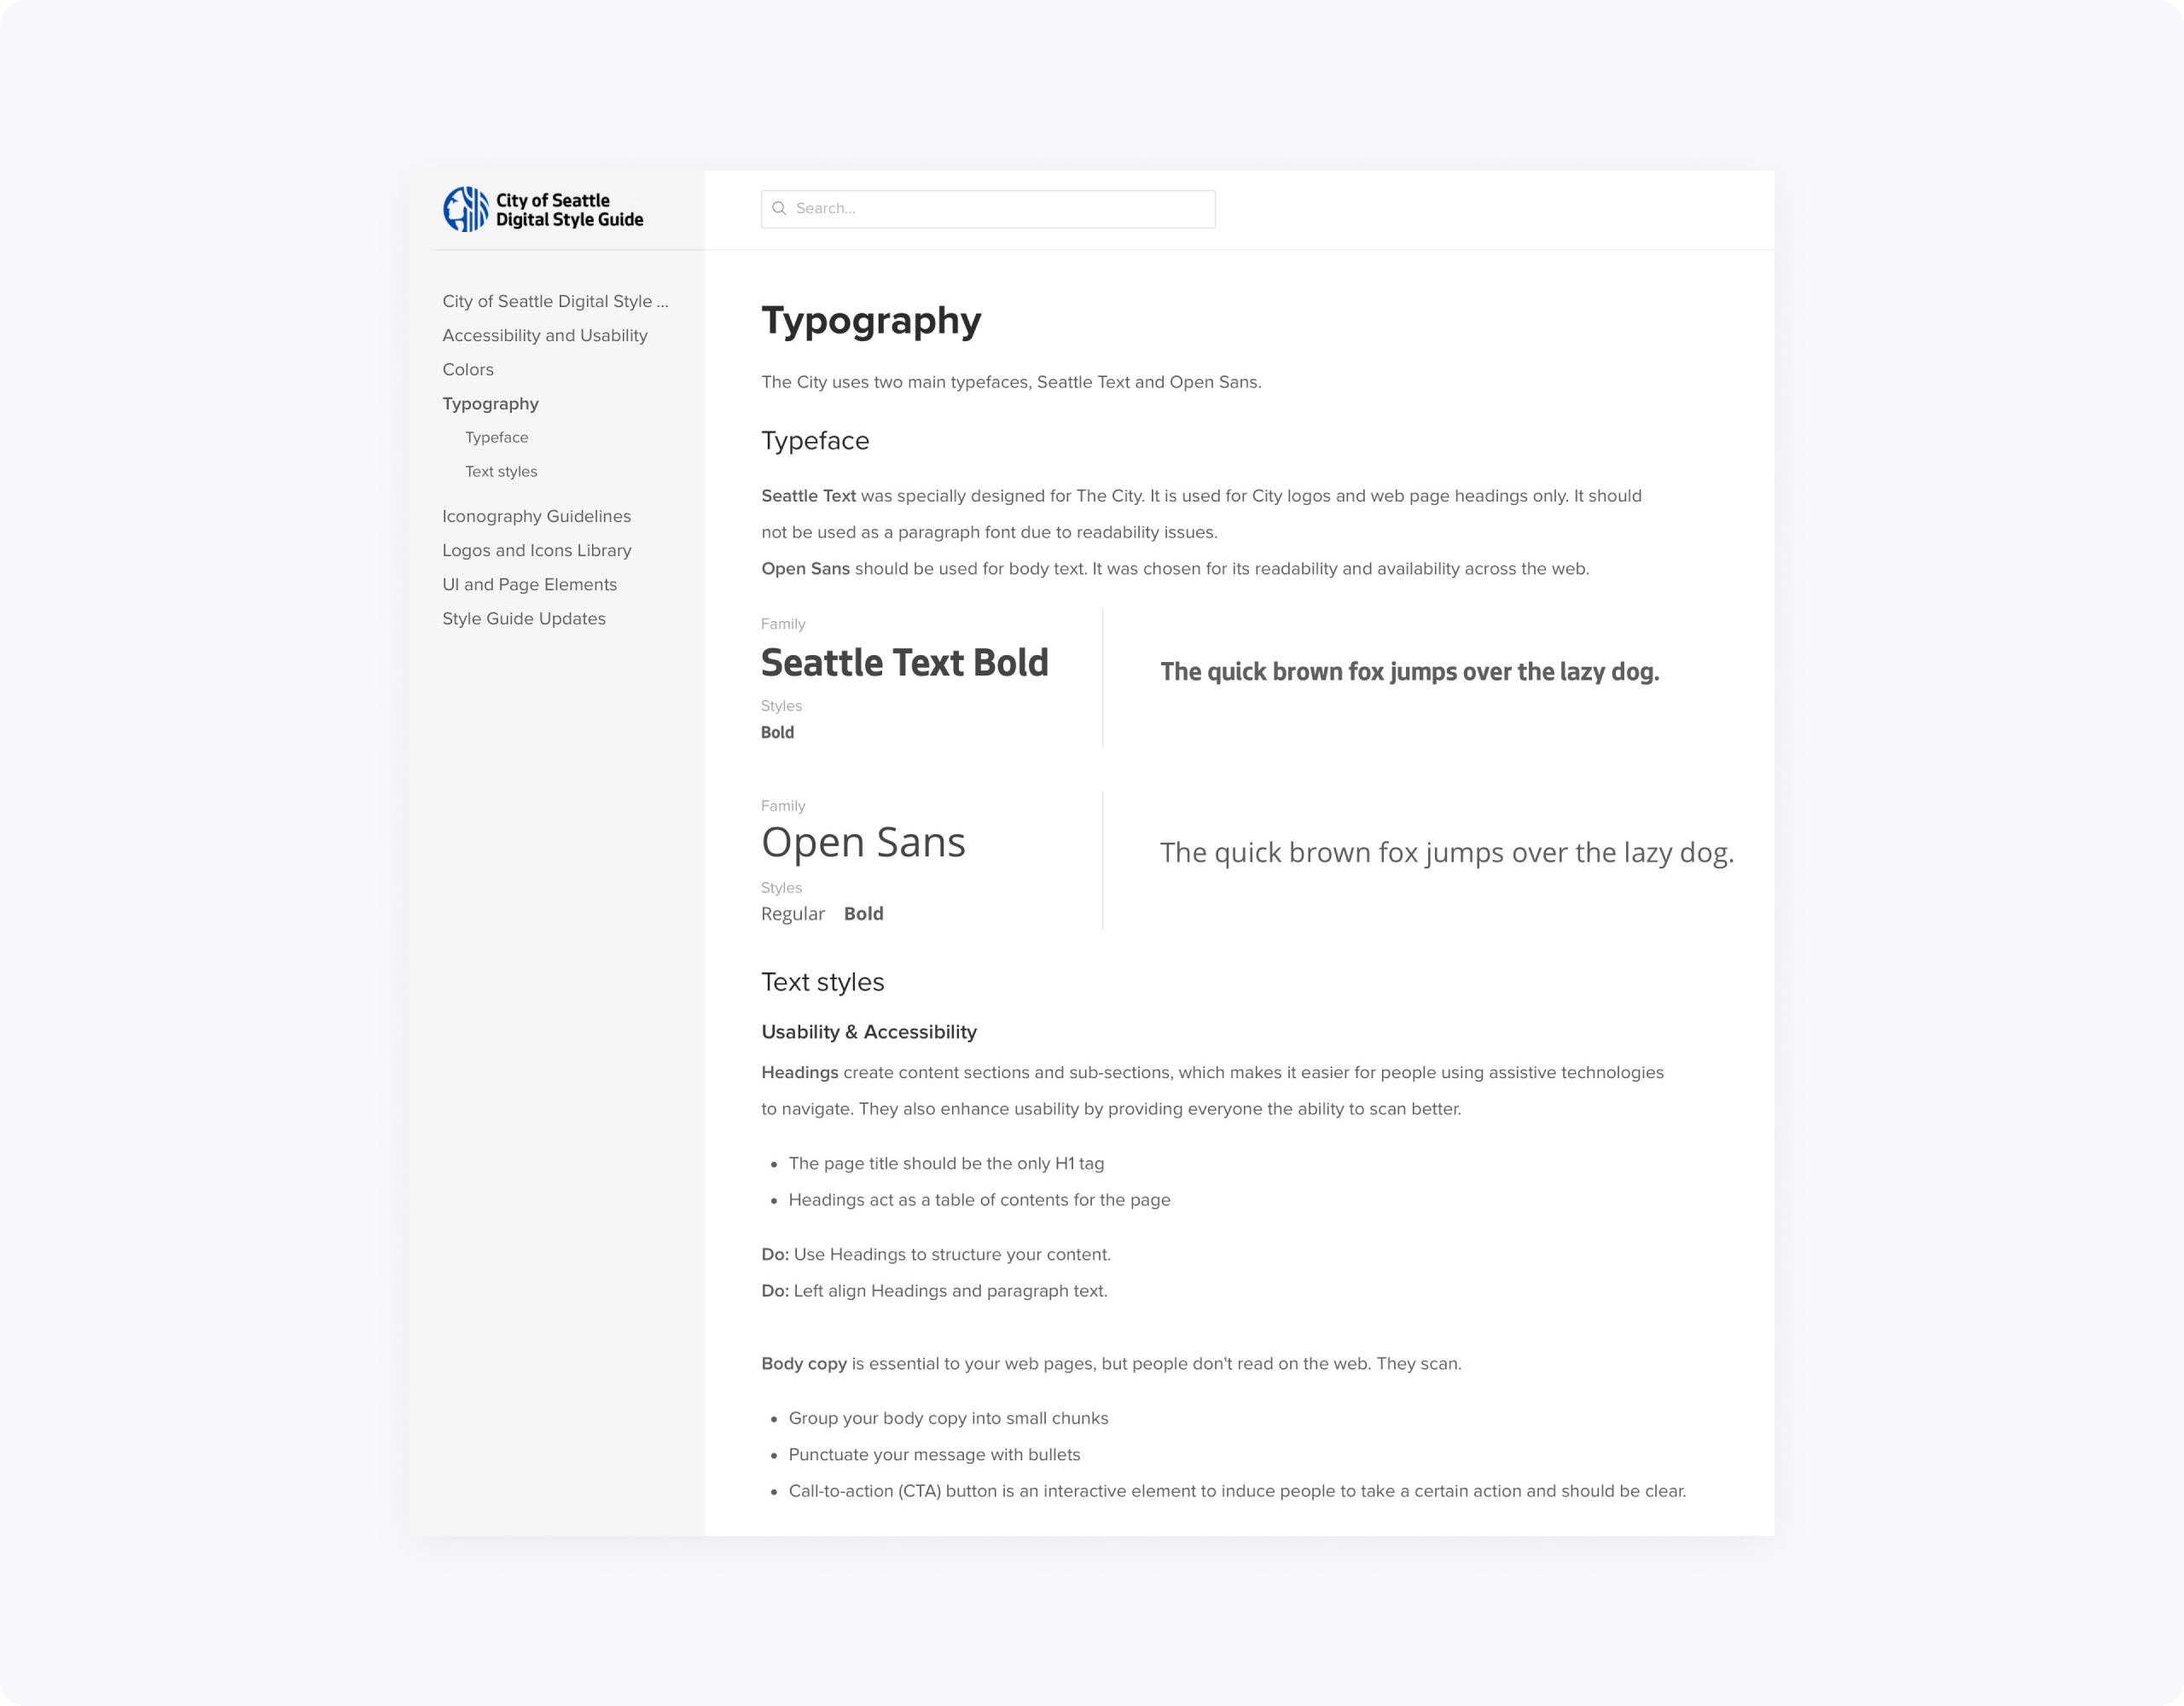 City of Seattle
Digital Style Guide
Search...
City of Seattle Digital Style ...
Accessibility and Usability
Colors
Typography
Typeface
Text styles
Iconography Guidelines
Logos and Icons Library
UI and Page Elements
Style Guide Updates
Typography
The City uses two main typefaces, Seattle Text and Open Sans.
Typeface
Seattle Text was specially designed for The City. It is used for City logos and web page headings only. It should
not be used as a paragraph font due to readability issues.
Open Sans should be used for body text. It was chosen for its readability and availability across the web.
Family
Seattle Text Bold
Styles
Bold
The quick brown fox jumps over the lazy dog.
Family
Open Sans
Styles
Regular Bold
The quick brown fox jumps over the lazy dog.
Text styles
Usability & Accessibility
Headings create content sections and sub-sections, which makes it easier for people using assistive technologies
to navigate. They also enhance usability by providing everyone the ability to scan better.
• The page title should be the only H1 tag
• Headings act as a table of contents for the page
Do: Use Headings to structure your content.
Do: Left align Headings and paragraph text.
Body copy is essential to your web pages, but people don't read on the web. They scan.
• Group your body copy into small chunks
• Punctuate your message with bullets
• Call-to-action (CTA) button is an interactive element to induce people to take a certain action and should be clear.